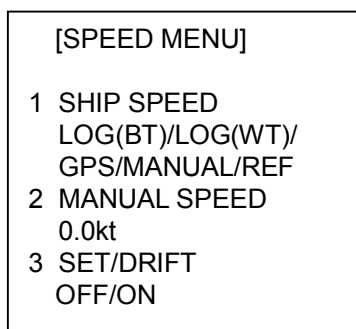 [SPEED MENU]
1 SHIP SPEED
LOG(BT)/LOG(WT)/
GPS/MANUAL/REF
2 MANUAL SPEED
0.0kt
3 SET/DRIFT
OFF/ON